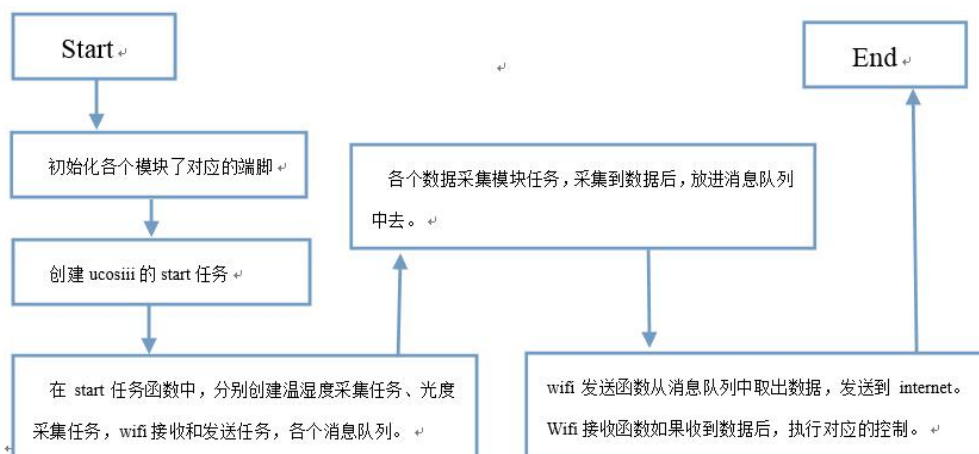 Start
初始化各个模块了对应的端脚
创建 ucosiii 的 start 任务
在 start 任务函数中，分别创建温湿度采集任务、光度
采集任务，wifi 接收和发送任务，各个消息队列。
各个数据采集模块任务，采集到数据后，放进消息队列
中去。
wifi 发送函数从消息队列中取出数据，发送到 internet。
Wifi 接收函数如果收到数据后，执行对应的控制。
End